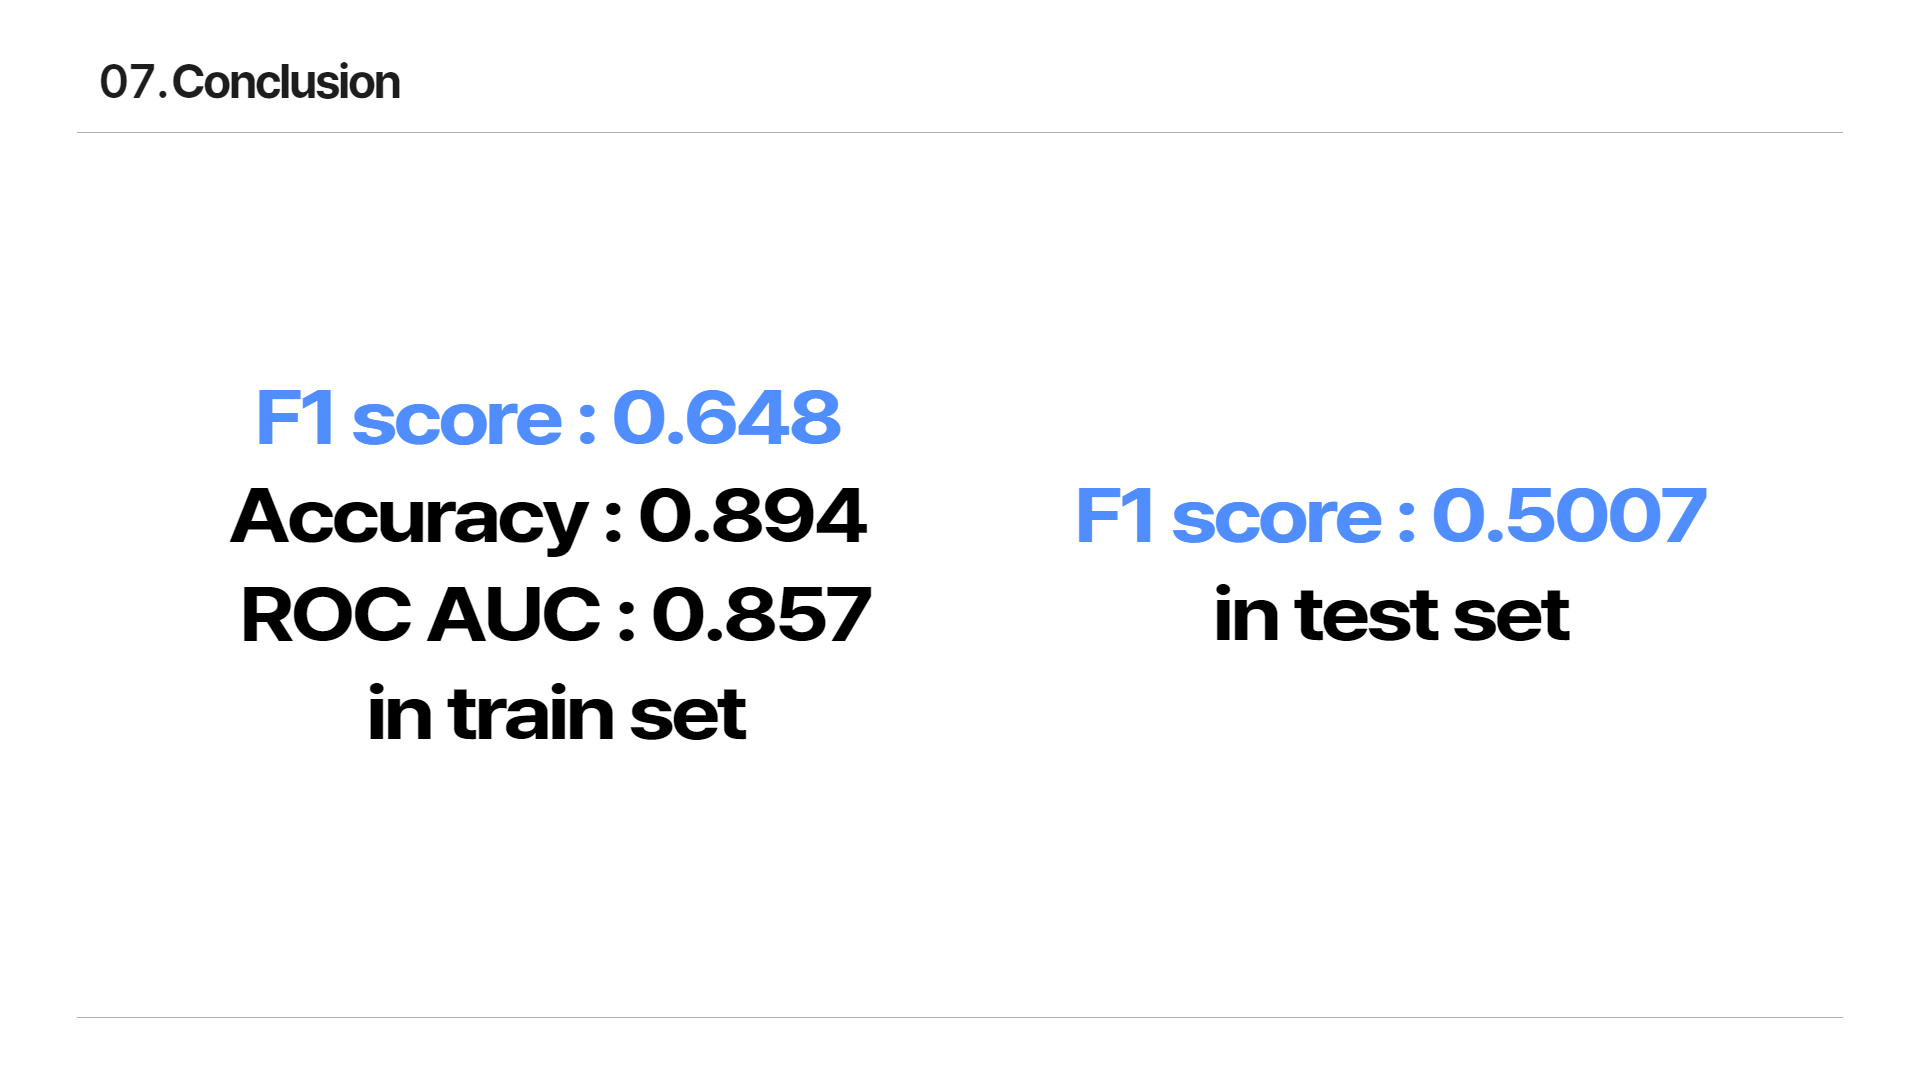 07. Conclusion
F1 score : 0.648
Accuracy : 0.894
ROC AUC : 0.857
in train set
F1 score : 0.5007
in test set